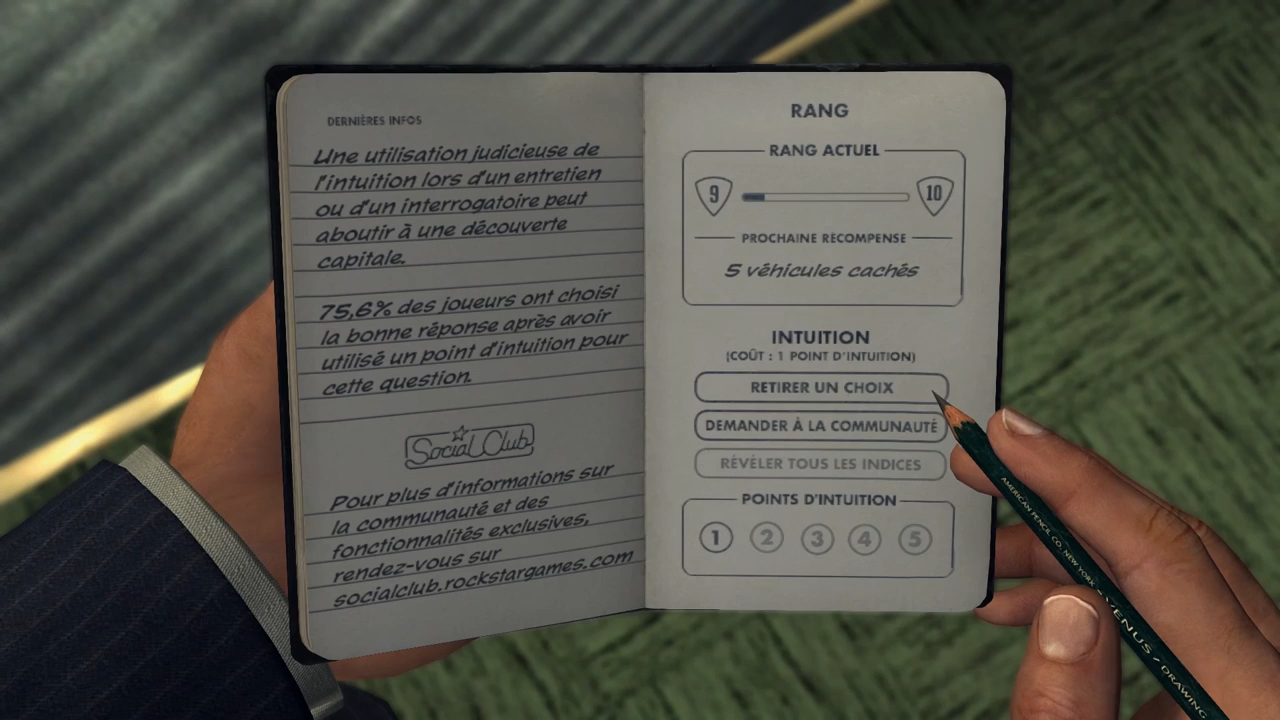 DERNIÈRES INFOS
Une utilisation judicieuse de
l'intuition lors d'un entretien
ou d'un interrogatoire peut
aboutir à une découverte
capitale.
75,6% des joueurs ont choisi
la bonne réponse après avoir
utilisé un point d'intuition pour
cette question.
Social Club
Pour plus d'informations sur
la communauté et des
fonctionnalités exclusives,
rendez-vous sur
socialclub.rockstargames.com
RANG
RANG ACTUEL
9 10
PROCHAINE RÉCOMPENSE
5 véhicules cachés
INTUITION
(COÛT : 1 POINT D'INTUITION)
RETIRER UN CHOIX
DEMANDER À LA COMMUNAUTÉ
RÉVÉLER TOUS LES INDICES
POINTS D'INTUITION
1 2 3 4 5
AMERICAN PENCIL CO. NEW YORK VENUS DRAWING